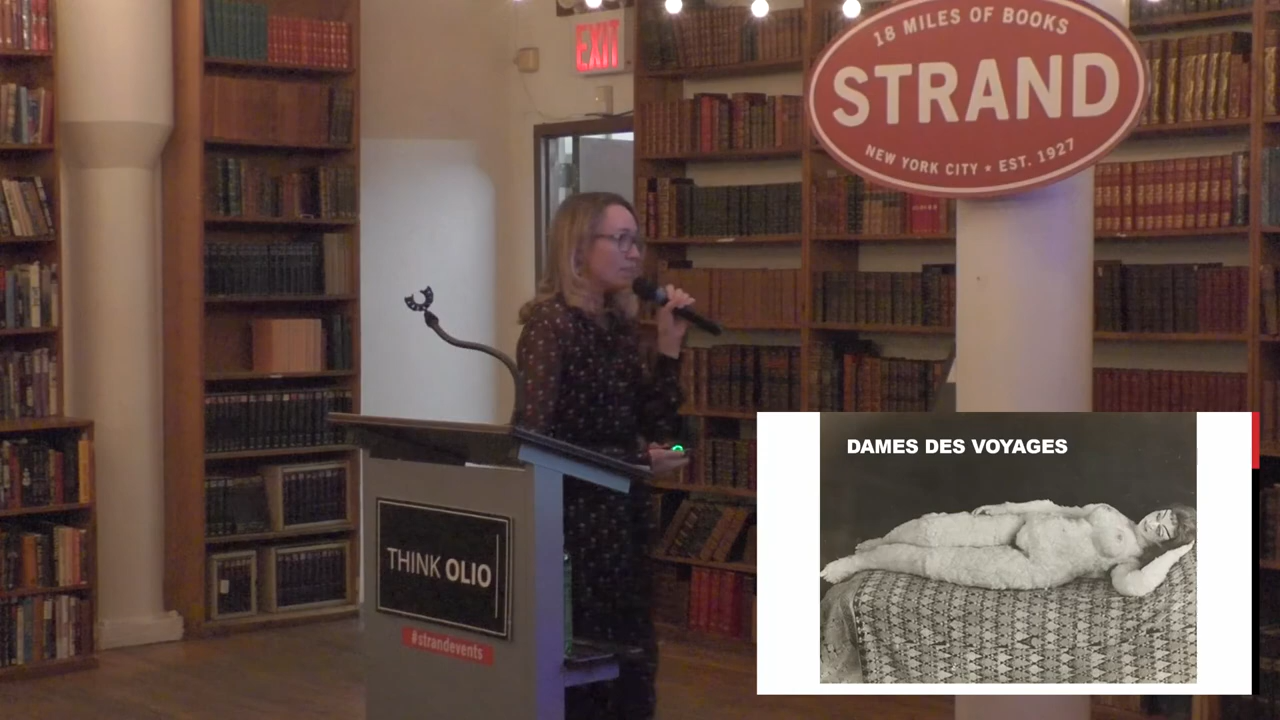 EXIT
18 MILES OF BOOKS
STRAND
NEW YORK CITY ★ EST. 1927
DAMES DES VOYAGES
THINK OLIO
#strandevents